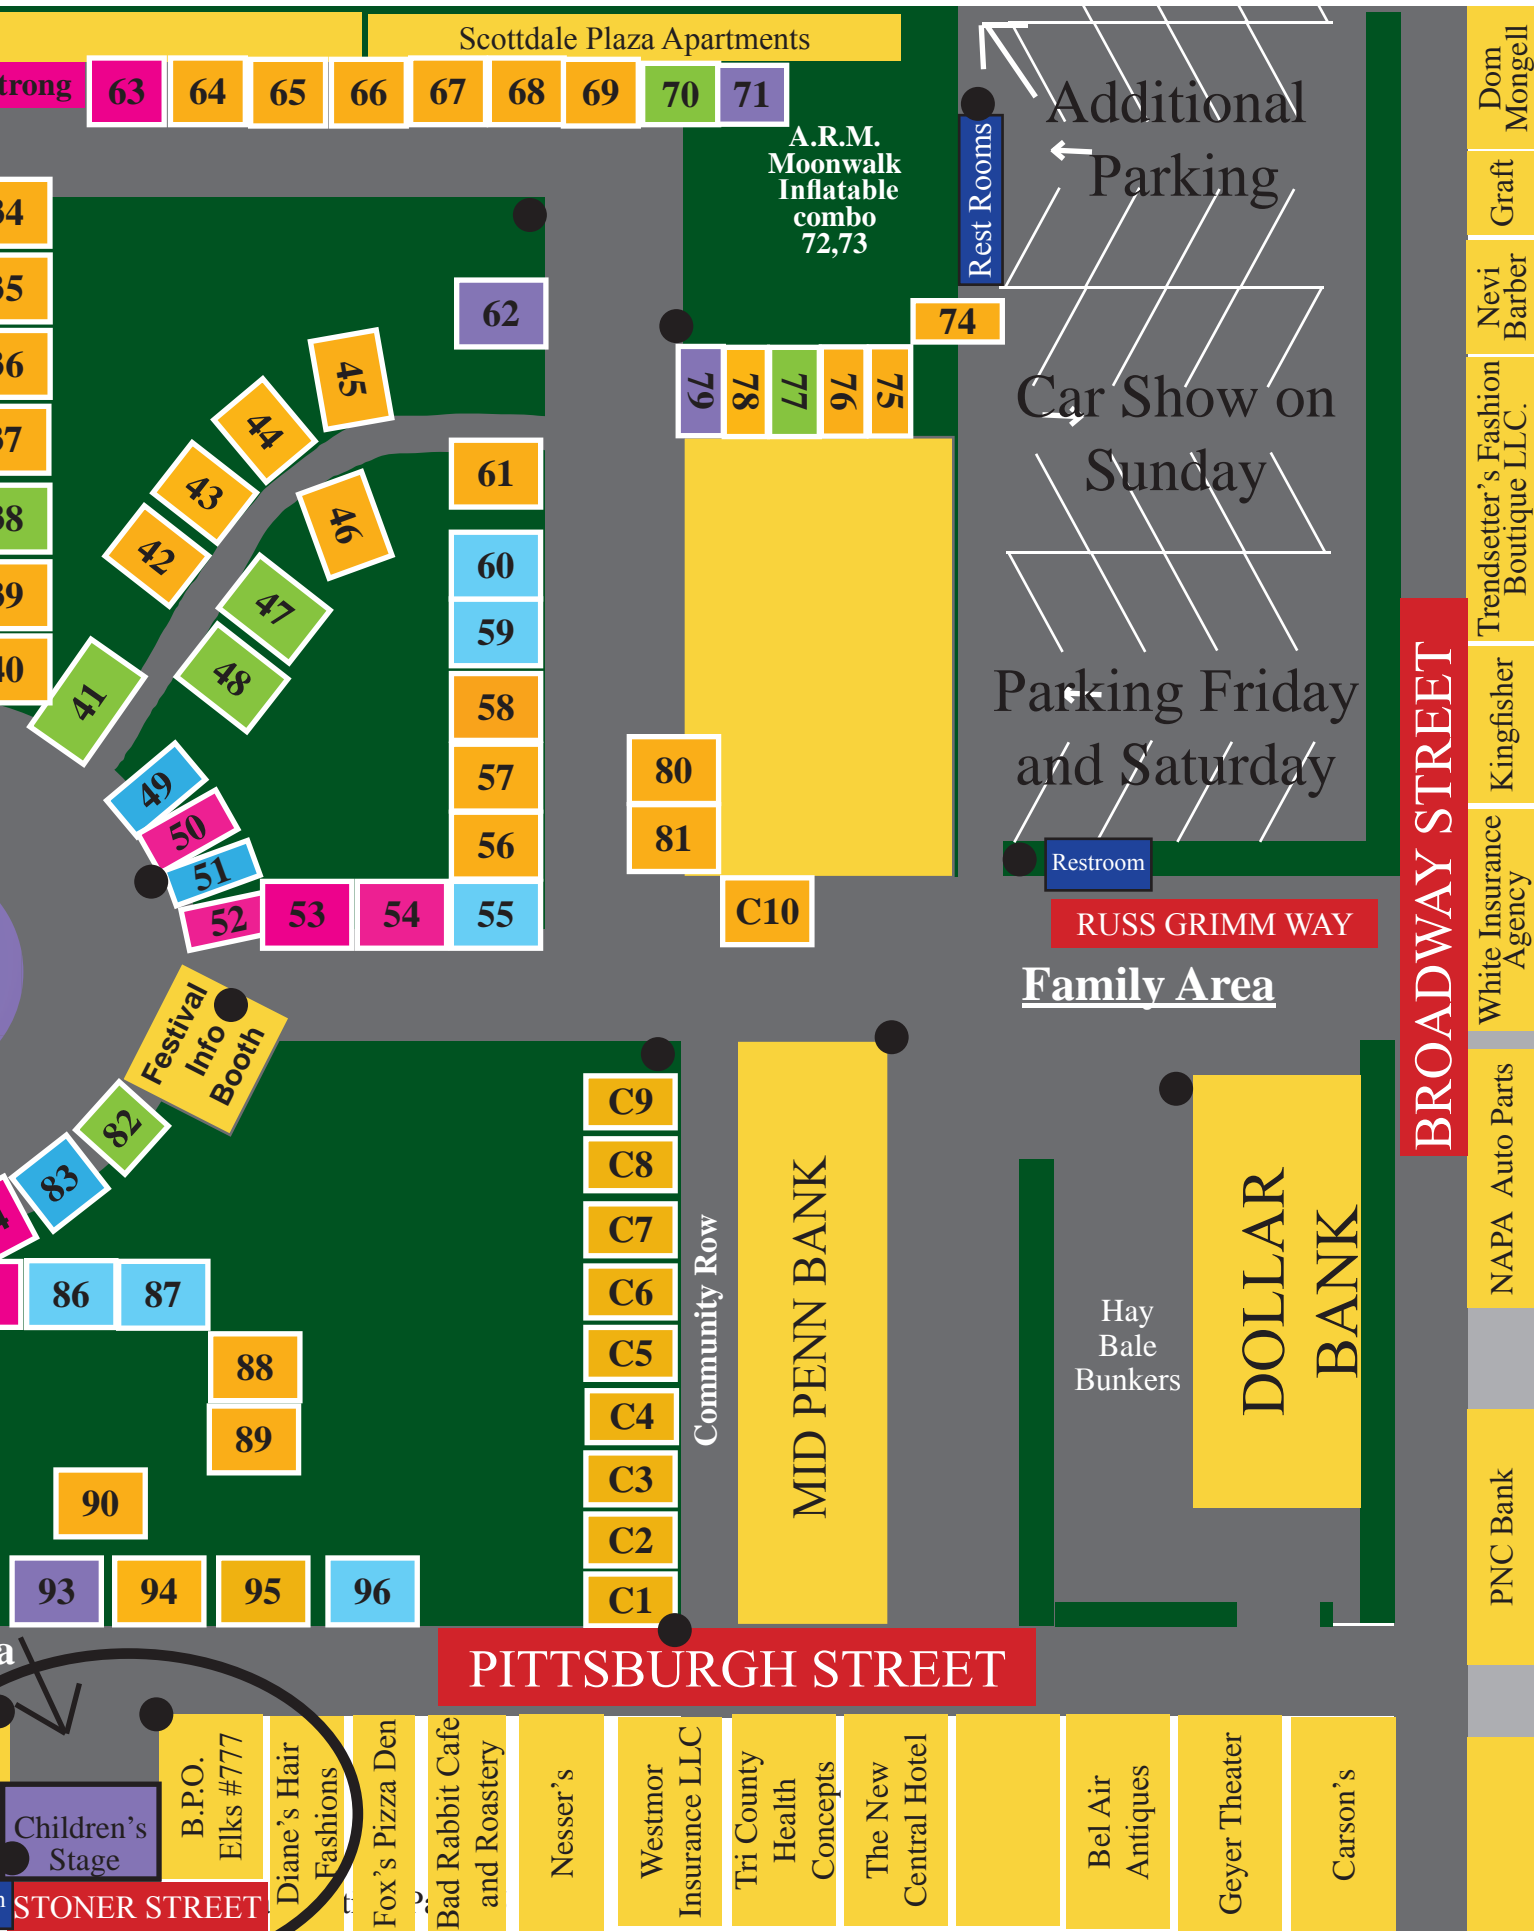 Scottdale Plaza Apartments
trong
63
64
65
66
67
68
69
70
71
A.R.M.
Moonwalk
Inflatable
combo
72,73
Rest Rooms
Additional
Parking
Dom
Mongell
Graft
Nevi
Barber
Trendsetter's Fashion
Boutique LLC.
Kingfisher
White Insurance
Agency
NAPA Auto Parts
PNC Bank
34
35
36
37
38
39
40
62
45
44
43
42
41
46
47
48
61
60
59
58
57
56
55
49
50
51
52
53
54
74
79
78
77
76
75
Car Show on
Sunday
Parking Friday
and Saturday
80
81
C10
Restroom
RUSS GRIMM WAY
Family Area
BROADWAY STREET
Festival
Info
Booth
82
83
4
86
87
88
89
90
93
94
95
96
C9
C8
C7
C6
C5
C4
C3
C2
C1
Community Row
MID PENN BANK
Hay
Bale
Bunkers
DOLLAR
BANK
a
PITTSBURGH STREET
Children's
Stage
STONER STREET
B.P.O.
Elks #777
Diane's Hair
Fashions
Fox's Pizza Den
Bad Rabbit Cafe
and Roastery
Nesser's
Westmor
Insurance LLC
Tri County
Health
Concepts
The New
Central Hotel
Bel Air
Antiques
Geyer Theater
Carson's